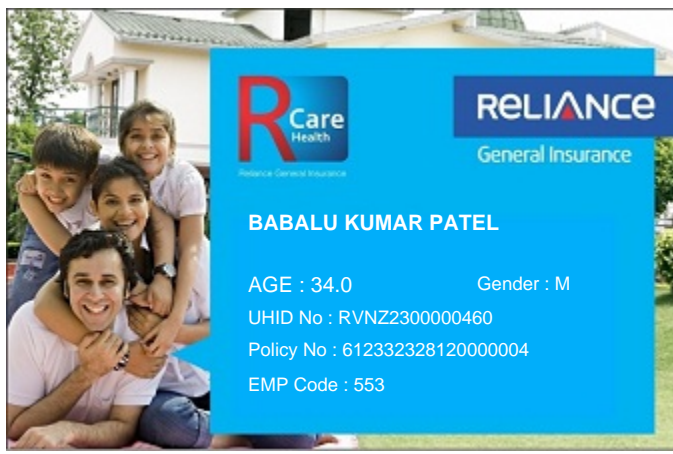 R Care
Health
Reliance General Insurance
RELIANCE
General Insurance
BABALU KUMAR PATEL
AGE : 34.0
Gender : M
UHID No : RVNZ2300000460
Policy No : 612332328120000004
EMP Code : 553